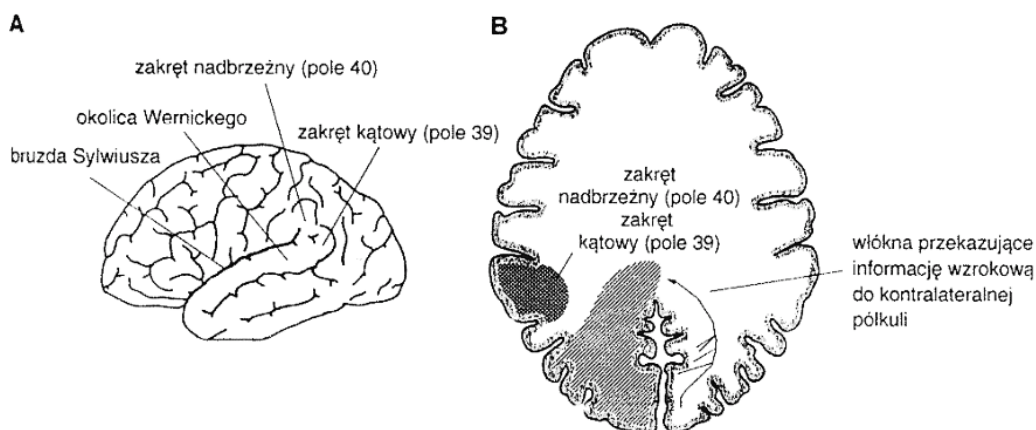 A
zakręt nadbrzeżny (pole 40)
okolica Wernickego
zakręt kątowy (pole 39)
bruzda Sylwiusza
B
zakręt
nadbrzeżny (pole 40)
zakręt
kątowy (pole 39)
włókna przekazujące
informację wzrokową
do kontralateralnej
półkuli